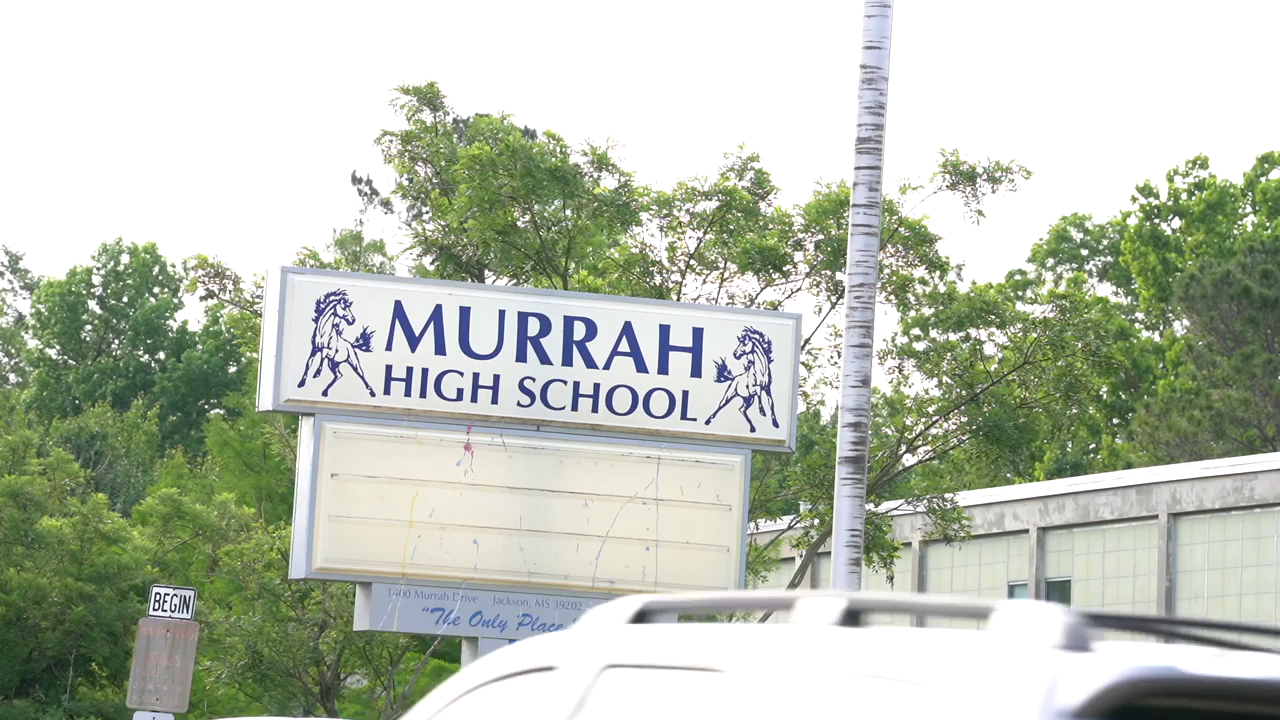 MURRAH
HIGH SCHOOL
1400 Murrah Drive Jackson, MS 39202
"The Only Place
BEGIN